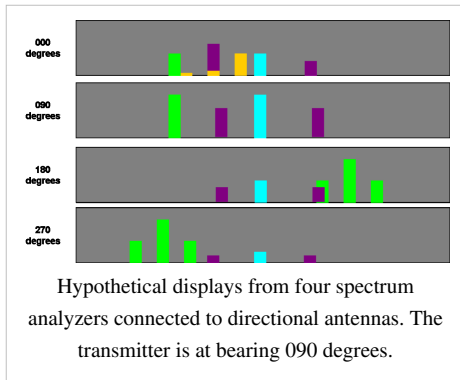 000
degrees
090
degrees
180
degrees
270
degrees
Hypothetical displays from four spectrum
analyzers connected to directional antennas. The
transmitter is at bearing 090 degrees.